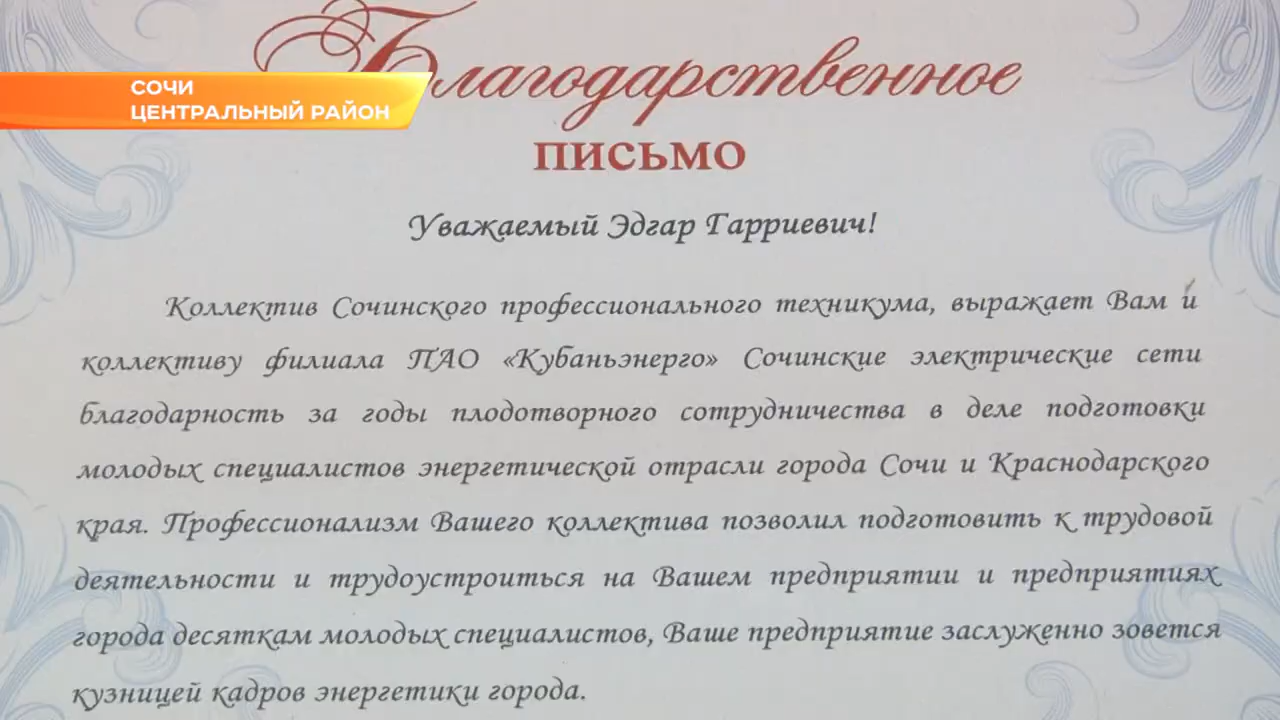 СОЧИ
ЦЕНТРАЛЬНЫЙ РАЙОН
Благодарственное
ПИСЬМО
Уважаемый Эдгар Гарриевич!
Коллектив Сочинского профессионального техникума, выражает Вам и
коллективу филиала ПАО «Кубаньэнерго» Сочинские электрические сети
благодарность за годы плодотворного сотрудничества в деле подготовки
молодых специалистов энергетической отрасли города Сочи и Краснодарского
края. Профессионализм Вашего коллектива позволил подготовить к трудовой
деятельности и трудоустроиться на Вашем предприятии и предприятиях
города десяткам молодых специалистов, Ваше предприятие заслуженно зовется
кузницей кадров энергетики города.